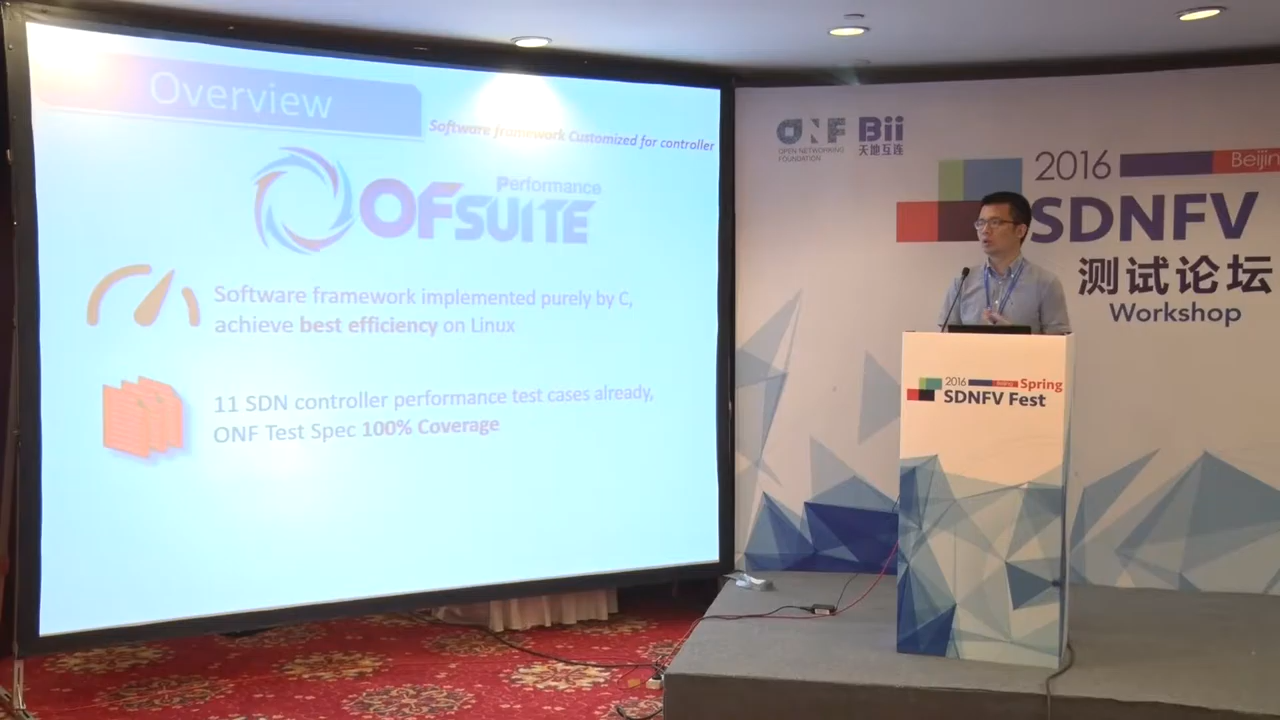 Overview
Software framework Customized for controller
Performance
OFSUITE
Software framework implemented purely by C,
achieve best efficiency on Linux
11 SDN controller performance test cases already,
ONF Test Spec 100% Coverage
ONF Bii
OPEN NETWORKING
FOUNDATION
天地互连
2016
Beijin
SDNFV
测试论坛
Workshop
2016 Beijing Spring
SDNFV Fest